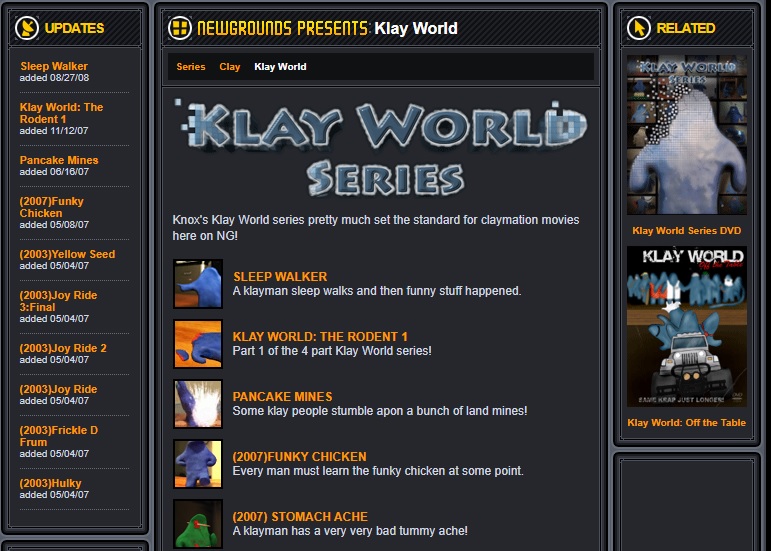 UPDATES
Sleep Walker
added 08/27/08
Klay World: The
Rodent 1
added 11/12/07
Pancake Mines
added 06/16/07
(2007)Funky
Chicken
added 05/08/07
(2003)Yellow Seed
added 05/04/07
(2003)Joy Ride
3:Final
added 05/04/07
(2003)Joy Ride 2
added 05/04/07
(2003)Joy Ride
added 05/04/07
(2003)Frickle D
Frum
added 05/04/07
(2003)Hulky
added 05/04/07
NEWGROUNDS PRESENTS: Klay World
Series Clay Klay World
KLAY WORLD
SERIES
Knox's Klay World series pretty much set the standard for claymation movies
here on NG!
SLEEP WALKER
A klayman sleep walks and then funny stuff happened.
KLAY WORLD: THE RODENT 1
Part 1 of the 4 part Klay World series!
PANCAKE MINES
Some klay people stumble apon a bunch of land mines!
(2007)FUNKY CHICKEN
Every man must learn the funky chicken at some point.
(2007) STOMACH ACHE
A klayman has a very very bad tummy ache!
RELATED
KLAY WORLD
SERIES
Klay World Series DVD
KLAY WORLD
Off the Table
SAME KRAP JUST LONGER!
Klay World: Off the Table